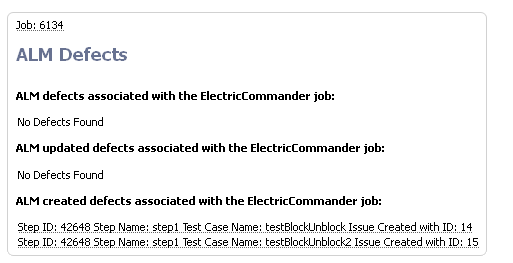 Job: 6134
ALM Defects
ALM defects associated with the ElectricCommander job:
No Defects Found
ALM updated defects associated with the ElectricCommander job:
No Defects Found
ALM created defects associated with the ElectricCommander job:
Step ID: 42648 Step Name: step1 Test Case Name: testBlockUnblock Issue Created with ID: 14
Step ID: 42648 Step Name: step1 Test Case Name: testBlockUnblock2 Issue Created with ID: 15